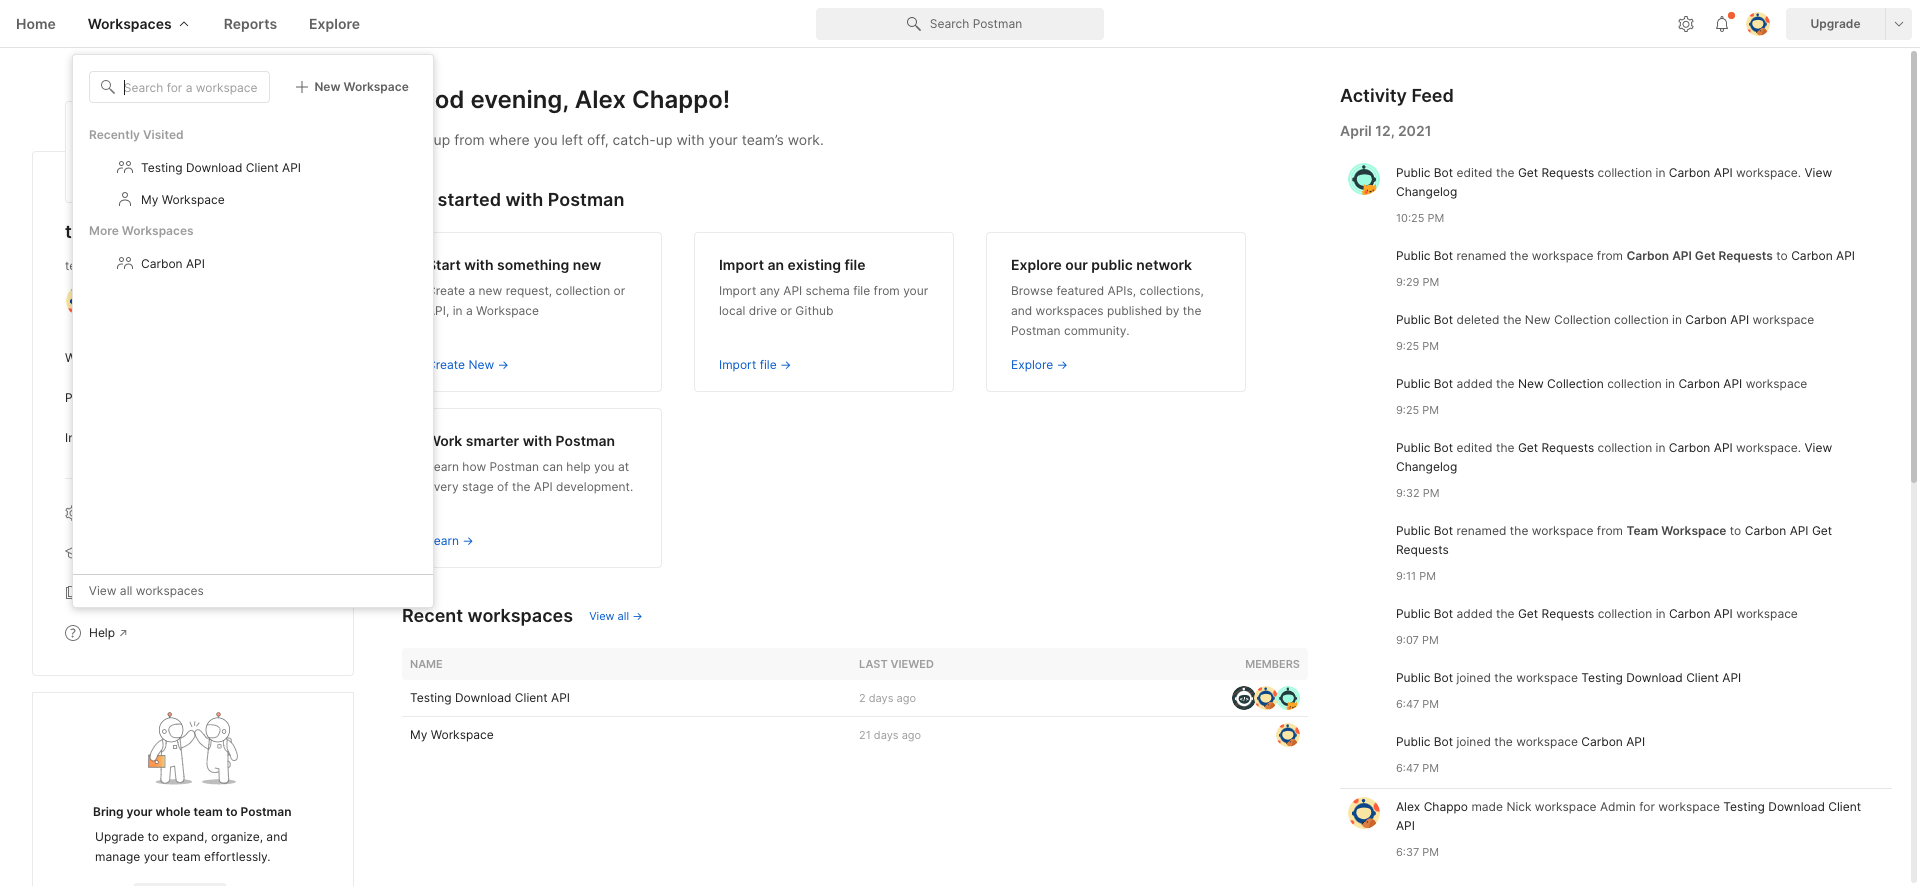 Home
Workspaces
Reports
Explore
Search Postman
Upgrade
Search for a workspace
New Workspace
Recently Visited
Testing Download Client API
My Workspace
More Workspaces
Carbon API
View all workspaces
Help
Bring your whole team to Postman
Upgrade to expand, organize, and
manage your team effortlessly.
od evening, Alex Chappo!
up from where you left off, catch-up with your team's work.
started with Postman
Start with something new
Create a new request, collection or
API, in a Workspace
Create New →
Import an existing file
Import any API schema file from your
local drive or Github
Import file →
Explore our public network
Browse featured APIs, collections,
and workspaces published by the
Postman community.
Explore →
Work smarter with Postman
earn how Postman can help you at
very stage of the API development.
earn →
Recent workspaces
View all →
NAME LAST VIEWED MEMBERS
Testing Download Client API 2 days ago
My Workspace 21 days ago
Activity Feed
April 12, 2021
Public Bot edited the Get Requests collection in Carbon API workspace. View
Changelog
10:25 PM
Public Bot renamed the workspace from Carbon API Get Requests to Carbon API
9:29 PM
Public Bot deleted the New Collection collection in Carbon API workspace
9:25 PM
Public Bot added the New Collection collection in Carbon API workspace
9:25 PM
Public Bot edited the Get Requests collection in Carbon API workspace. View
Changelog
9:32 PM
Public Bot renamed the workspace from Team Workspace to Carbon API Get
Requests
9:11 PM
Public Bot added the Get Requests collection in Carbon API workspace
9:07 PM
Public Bot joined the workspace Testing Download Client API
6:47 PM
Public Bot joined the workspace Carbon API
6:47 PM
Alex Chappo made Nick workspace Admin for workspace Testing Download Client
API
6:37 PM